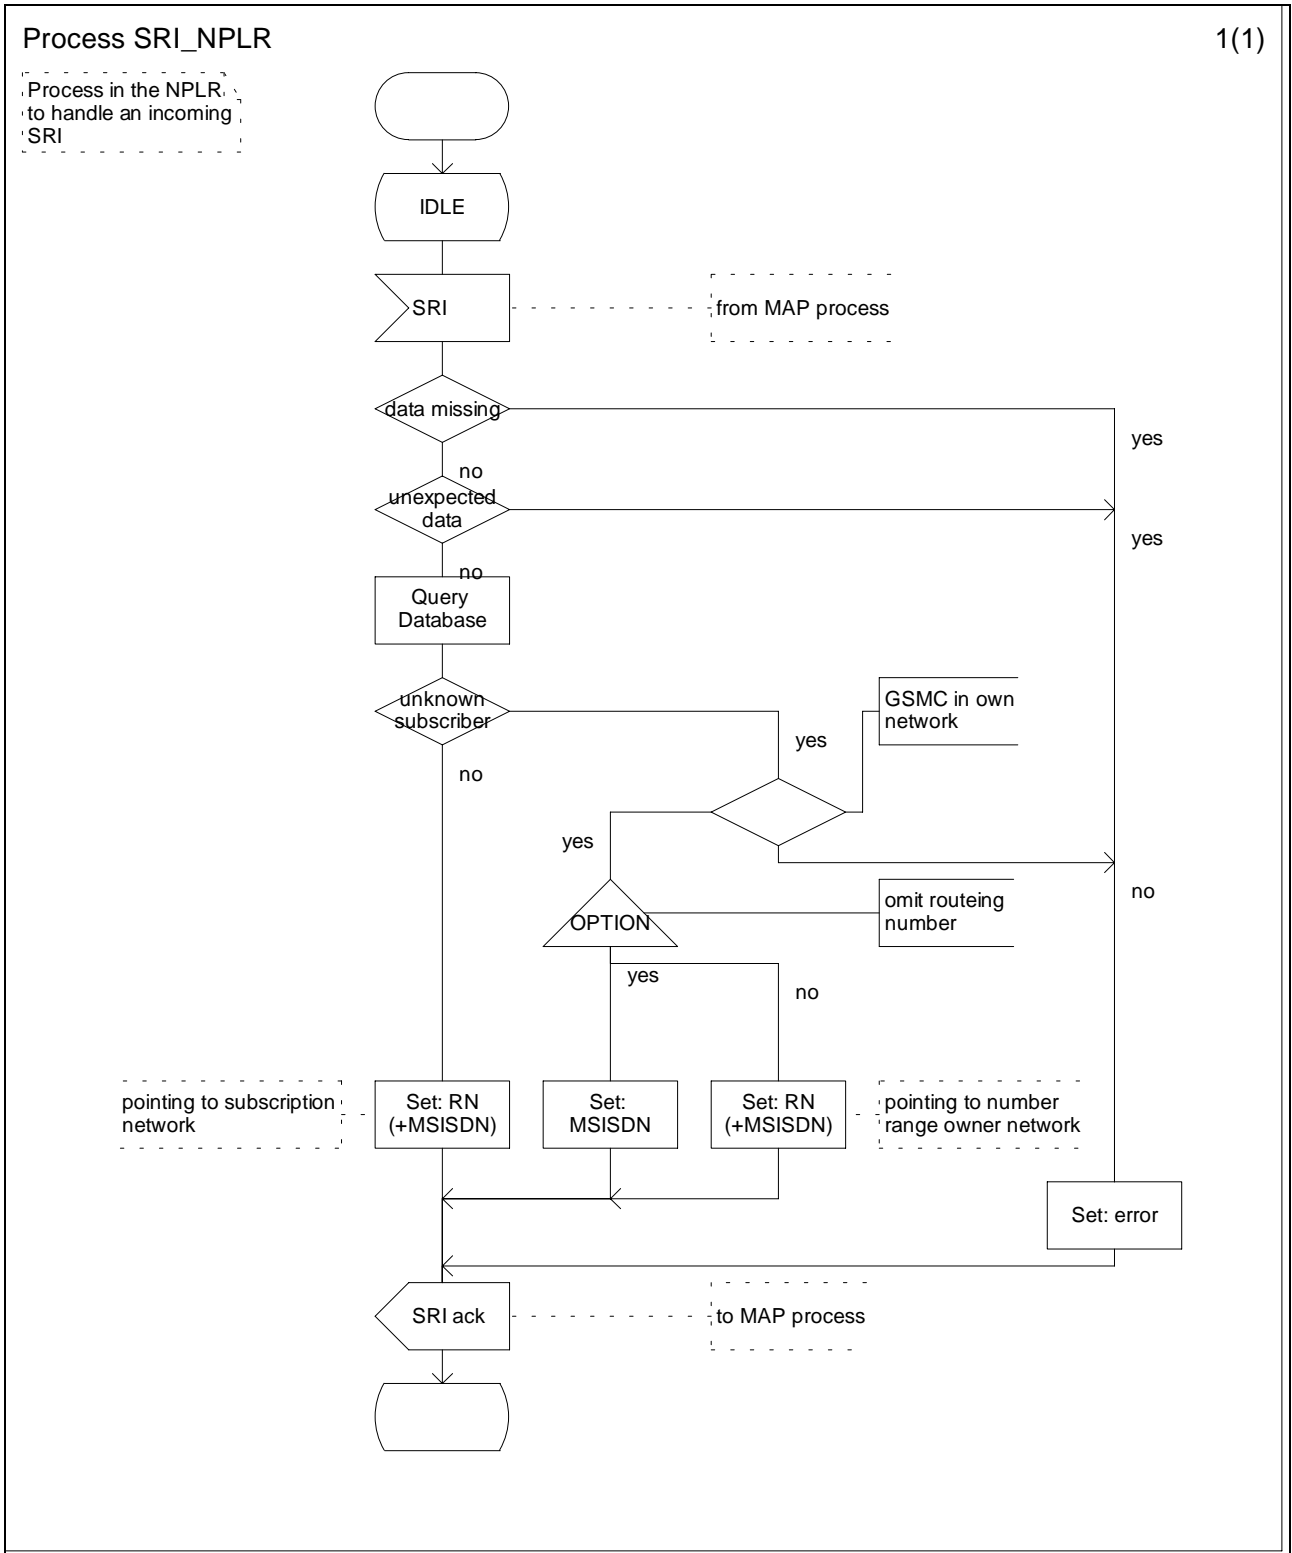 Process SRI_NPLR
1(1)
Process in the NPLR
to handle an incoming
SRI
IDLE
SRI
from MAP process
data missing
yes
no
unexpected
data
yes
no
Query
Database
unknown
subscriber
GSMC in own
network
yes
no
yes
omit routeing
number
no
OPTION
yes
no
pointing to subscription
network
Set: RN
(+MSISDN)
Set:
MSISDN
Set: RN
(+MSISDN)
pointing to number
range owner network
Set: error
SRI ack
to MAP process